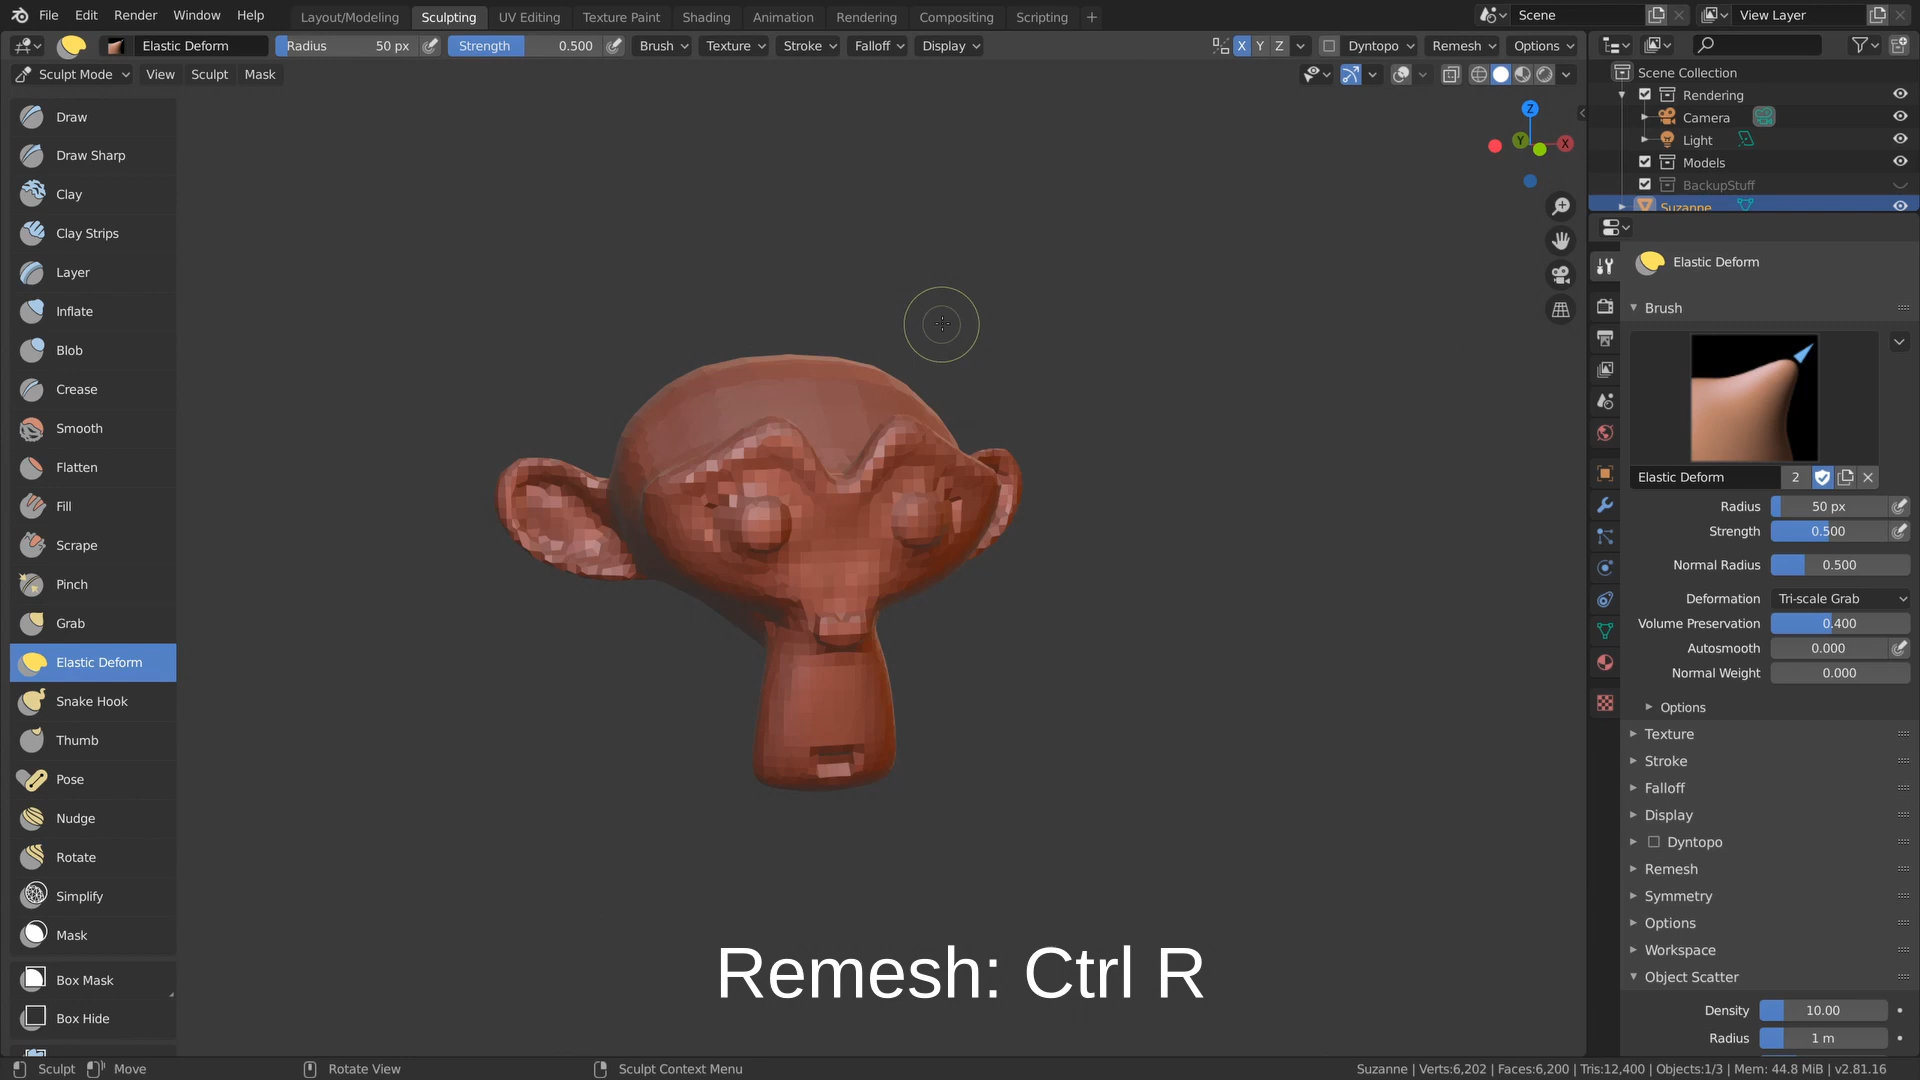 File Edit Render Window Help Layout/Modeling Sculpting UV Editing Texture Paint Shading Animation Rendering Compositing Scripting + Scene View Layer
Elastic Deform Radius 50 px Strength 0.500 Brush Texture Stroke Falloff Display X Y Z Dyntopo Remesh Options
Sculpt Mode View Sculpt Mask
Draw
Draw Sharp
Clay
Clay Strips
Layer
Inflate
Blob
Crease
Smooth
Flatten
Fill
Scrape
Pinch
Grab
Elastic Deform
Snake Hook
Thumb
Pose
Nudge
Rotate
Simplify
Mask
Box Mask
Box Hide
Z
Y X
Remesh: Ctrl R
Scene Collection
Rendering
Camera
Light
Models
BackupStuff
Suzanne
Elastic Deform
Brush
Elastic Deform 2
Radius 50 px
Strength 0.500
Normal Radius 0.500
Deformation Tri-scale Grab
Volume Preservation 0.400
Autosmooth 0.000
Normal Weight 0.000
Options
Texture
Stroke
Falloff
Display
Dyntopo
Remesh
Symmetry
Options
Workspace
Object Scatter
Density 10.00
Radius 1 m
Sculpt Move Rotate View Sculpt Context Menu Suzanne | Verts:6,202 | Faces:6,200 | Tris:12,400 | Objects:1/3 | Mem: 44.8 MiB | v2.81.16